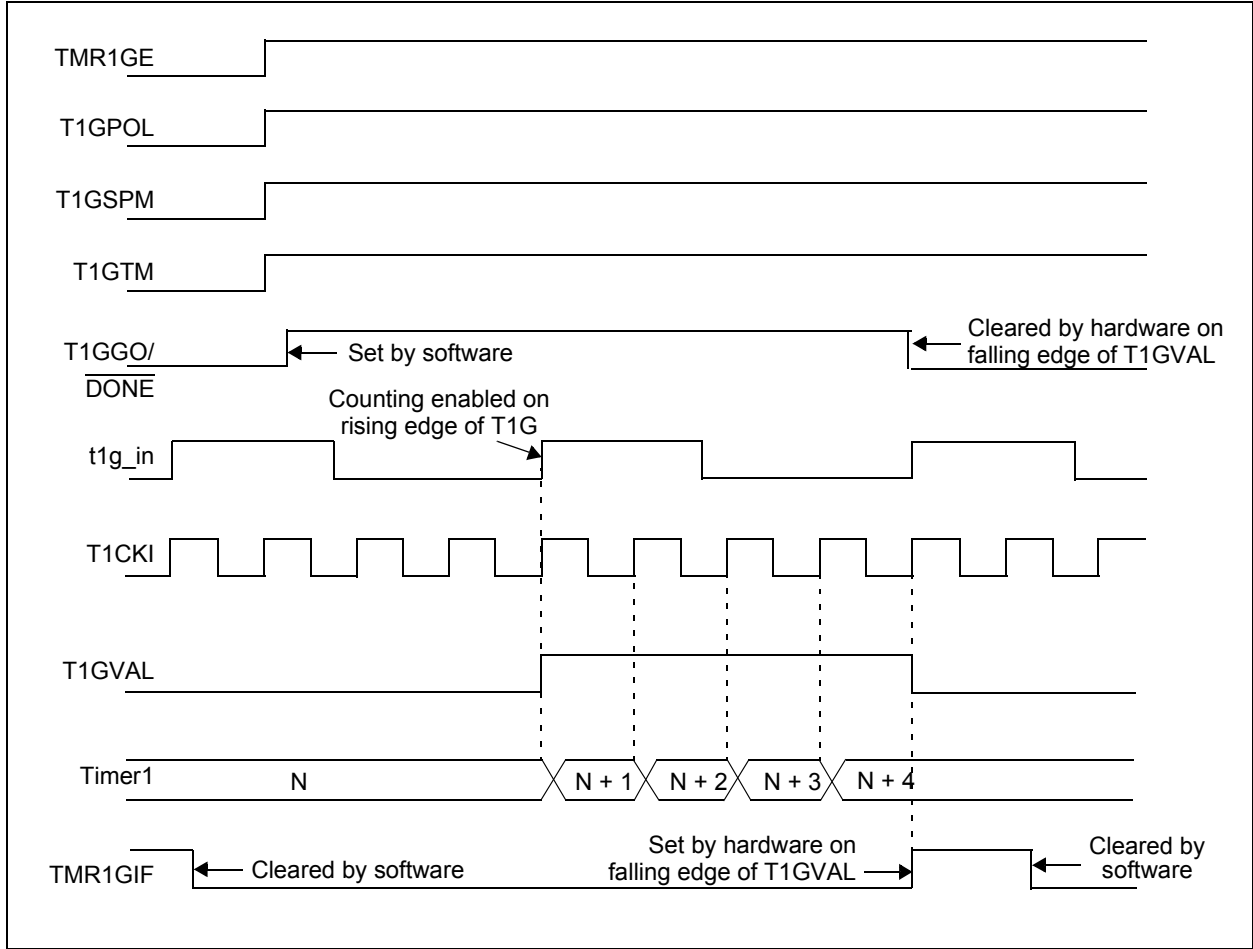 TMR1GE
T1GPOL
T1GSPM
T1GTM
T1GGO/
DONE
Set by software
Cleared by hardware on
falling edge of T1GVAL
Counting enabled on
rising edge of T1G
t1g_in
T1CKI
T1GVAL
Timer1
N
N + 1
N + 2
N + 3
N + 4
TMR1GIF
Cleared by software
Set by hardware on
falling edge of T1GVAL
Cleared by
software